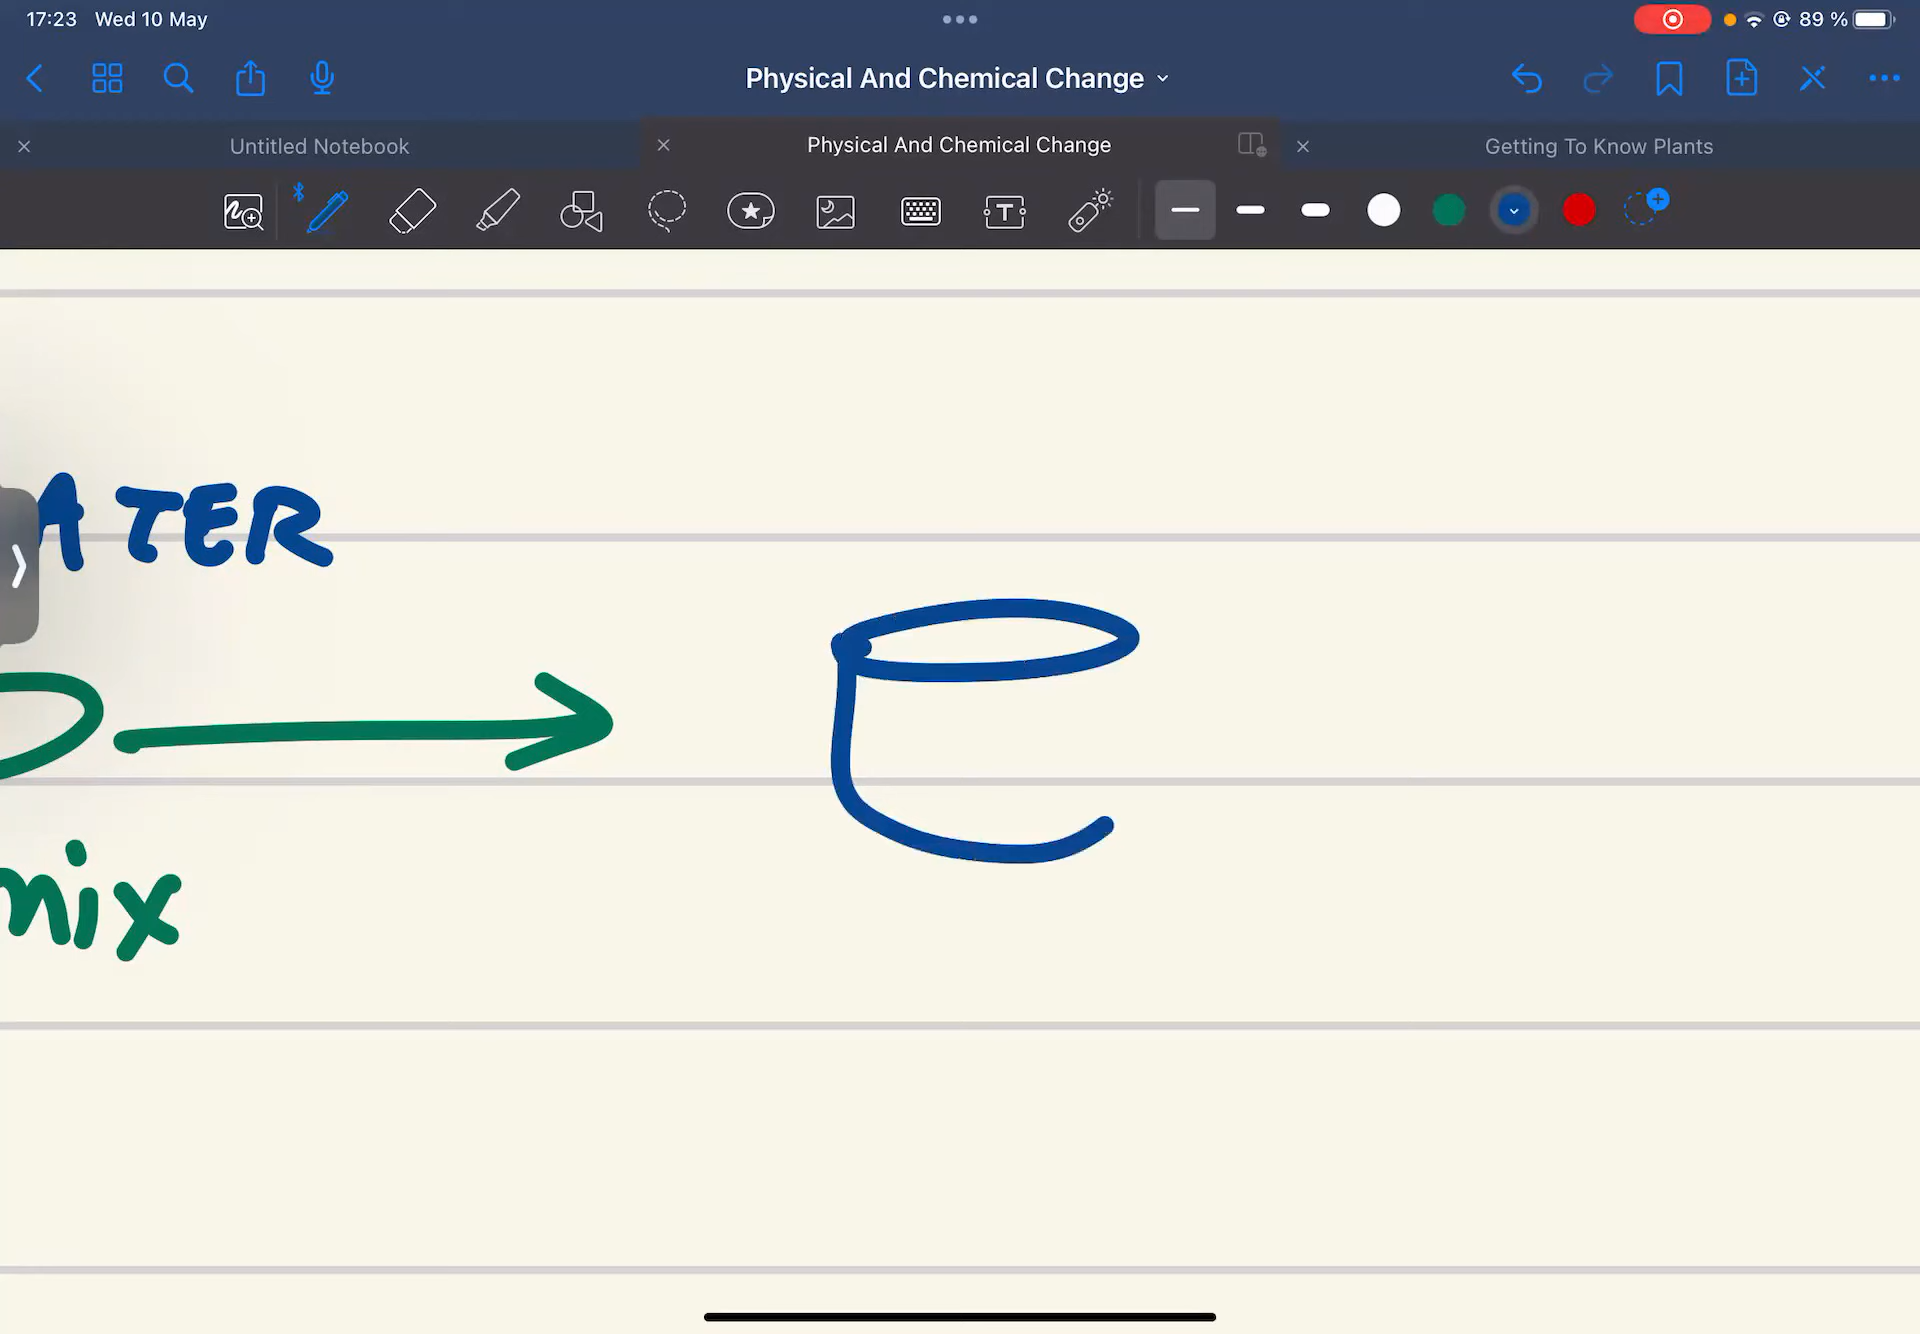 17:23 Wed 10 May
89 %
Physical And Chemical Change
Untitled Notebook
Physical And Chemical Change
Getting To Know Plants
T
ATER
mix